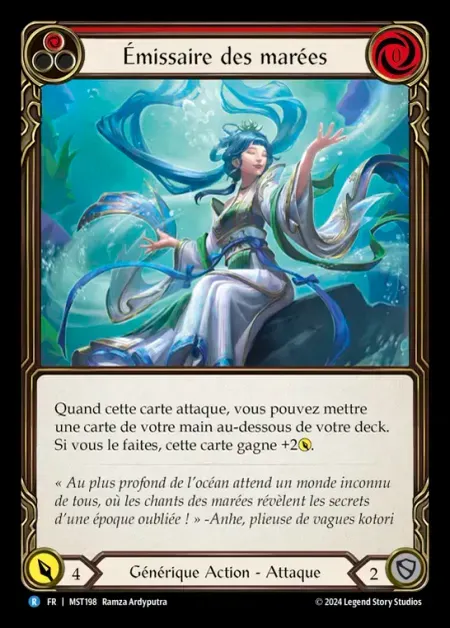 Émissaire des marées
0
Quand cette carte attaque, vous pouvez mettre
une carte de votre main au-dessous de votre deck.
Si vous le faites, cette carte gagne +2.
« Au plus profond de l'océan attend un monde inconnu
de tous, où les chants des marées révèlent les secrets
d'une époque oubliée ! » -Anhe, plieuse de vagues kotori
4 Générique Action - Attaque 2
R FR | MST198 Ramza Ardyputra © 2024 Legend Story Studios